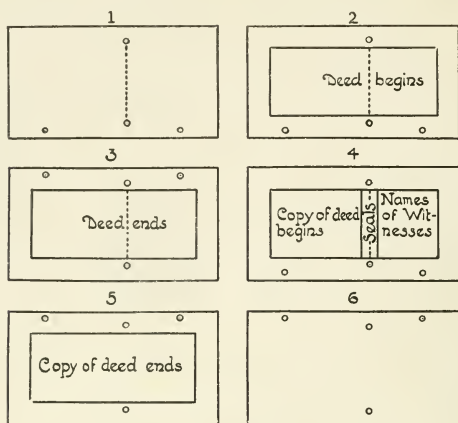 1
2
Deed begins
3
4
Deed ends
Copy of deed
begins
Seals
Names
of Wit-
nesses
5
6
Copy of deed ends